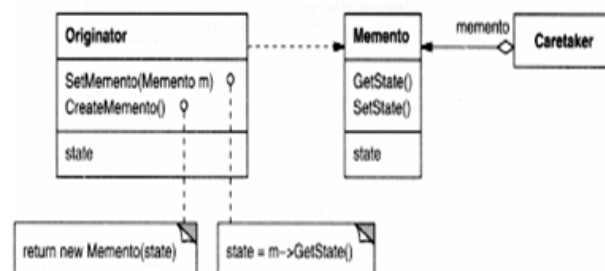 Originator
SetMemento(Memento m)
CreateMemento()
state
Memento
GetState()
SetState()
state
memento
Caretaker
return new Memento(state)
state = m->GetState()